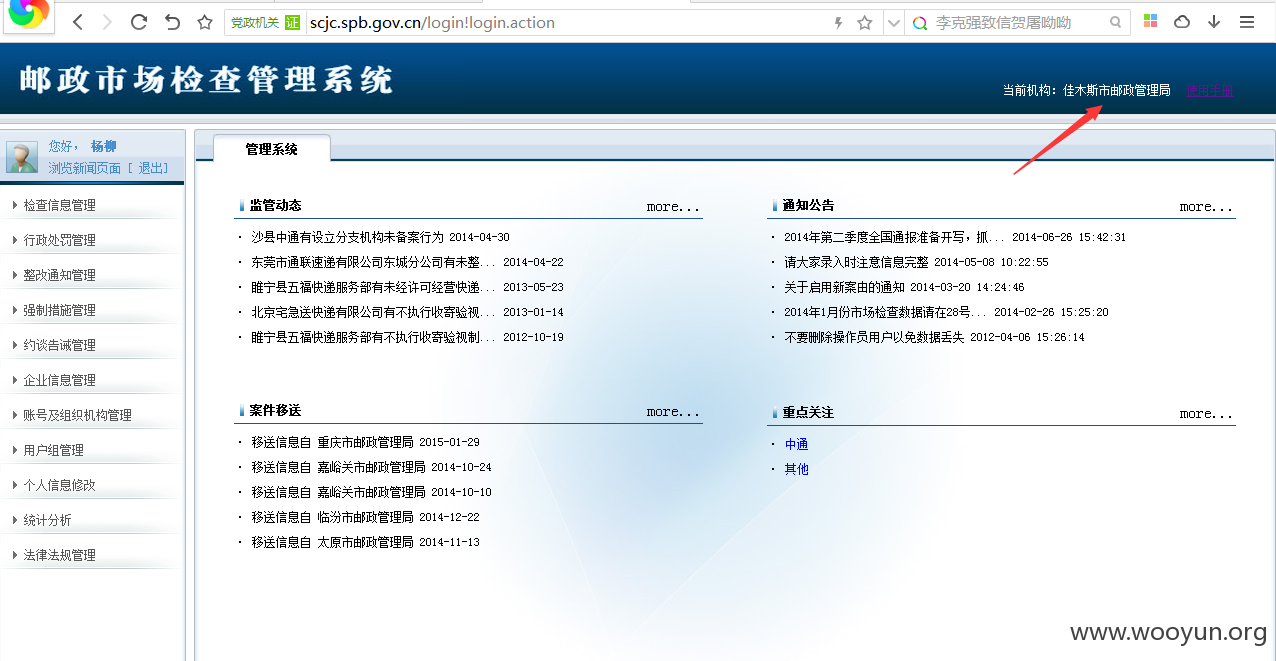 党政机关 证 scjc.spb.gov.cn/login!login.action 李克强致信贺屠呦呦
邮政市场检查管理系统
当前机构：佳木斯市邮政管理局 使用手册
您好， 杨柳
浏览新闻页面 [ 退出]
检查信息管理
行政处罚管理
整改通知管理
强制措施管理
约谈告诫管理
企业信息管理
账号及组织机构管理
用户组管理
个人信息修改
统计分析
法律法规管理
管理系统
监管动态 more...
· 沙县中通有设立分支机构未备案行为 2014-04-30
· 东莞市通联速递有限公司东城分公司有未整... 2014-04-22
· 睢宁县五福快递服务部有未经许可经营快递... 2013-05-23
· 北京宅急送快递有限公司有不执行收寄验视... 2013-01-14
· 睢宁县五福快递服务部有不执行收寄验视制... 2012-10-19
通知公告 more...
· 2014年第二季度全国通报准备开写，抓... 2014-06-26 15:42:31
· 请大家录入时注意信息完整 2014-05-08 10:22:55
· 关于启用新案由的通知 2014-03-20 14:24:46
· 2014年1月份市场检查数据请在28号... 2014-02-26 15:25:20
· 不要删除操作员用户以免数据丢失 2012-04-06 15:26:14
案件移送 more...
· 移送信息自 重庆市邮政管理局 2015-01-29
· 移送信息自 嘉峪关市邮政管理局 2014-10-24
· 移送信息自 嘉峪关市邮政管理局 2014-10-10
· 移送信息自 临汾市邮政管理局 2014-12-22
· 移送信息自 太原市邮政管理局 2014-11-13
重点关注 more...
· 中通
· 其他
www.wooyun.org